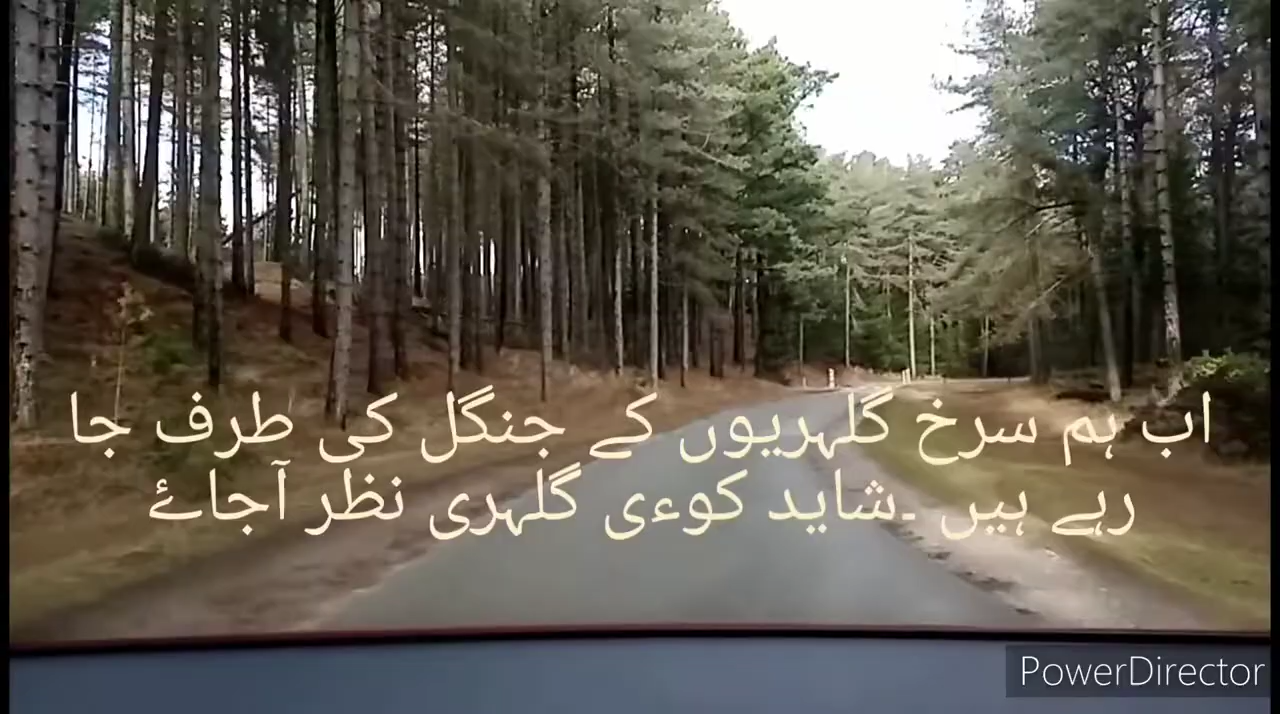 اب ہم سرخ گلہریوں کے جنگل کی طرف جا
رہے ہیں ۔شاید کوءی گلہری نظر آجاۓ
PowerDirector